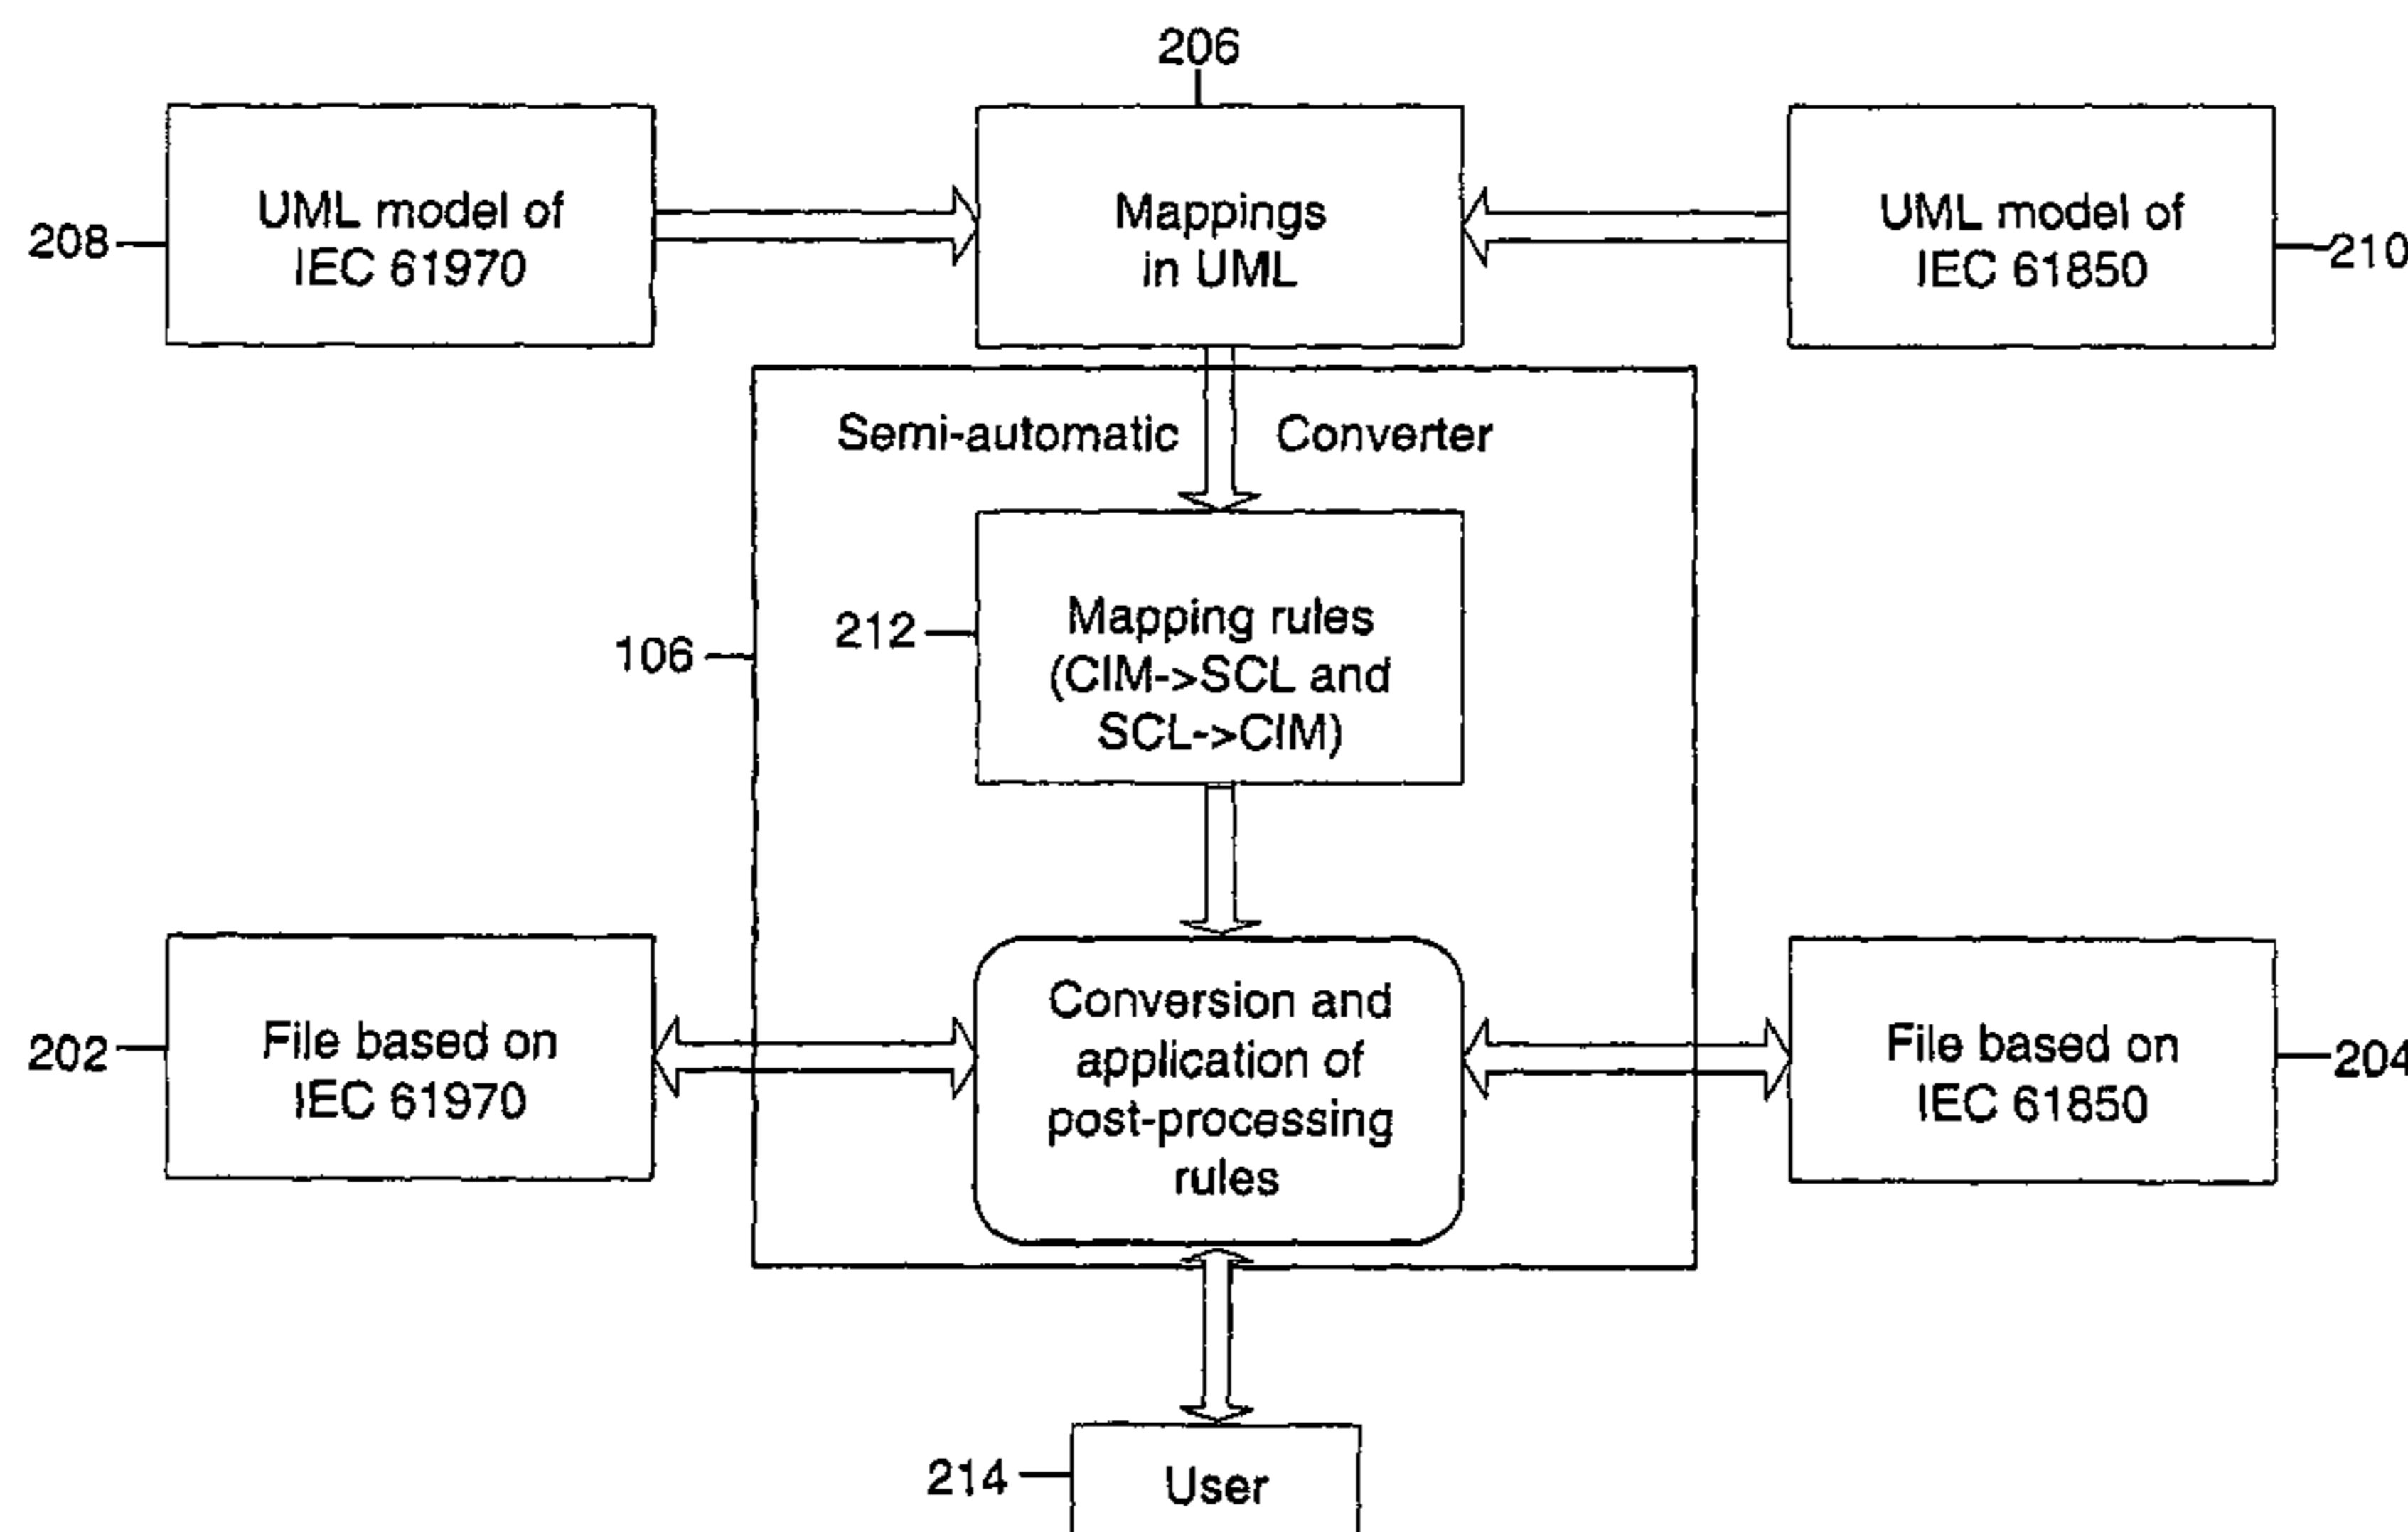 206
UML model of
IEC 61970
208
Mappings
in UML
UML model of
IEC 61850
210
Semi-automatic Converter
106
212
Mapping rules
(CIM->SCL and
SCL->CIM)
202
File based on
IEC 61970
Conversion and
application of
post-processing
rules
File based on
IEC 61850
204
214
User